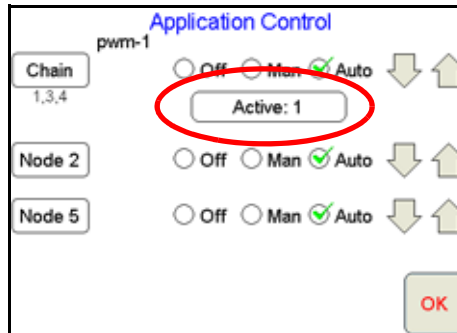 Application Control
pwm-1
Chain Off Man Auto
1,3,4
Active: 1
Node 2 Off Man Auto
Node 5 Off Man Auto
OK